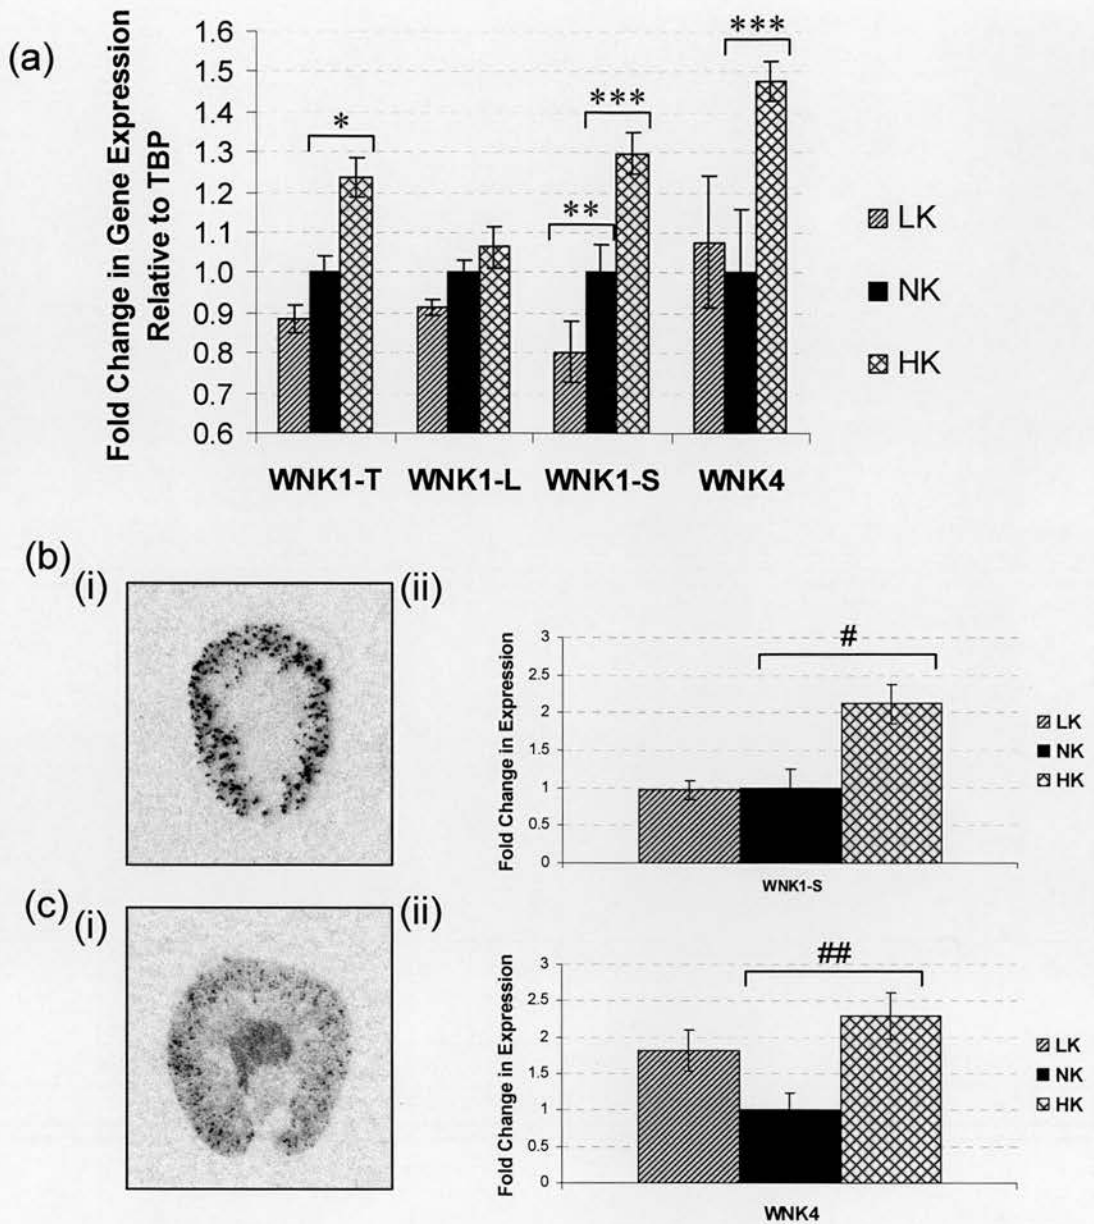 (a)
Fold Change in Gene Expression
Relative to TBP
1.6
1.5
1.4
1.3
1.2
1.1
1.0
0.9
0.8
0.7
0.6
*
**
***
***
WNK1-T
WNK1-L
WNK1-S
WNK4
LK
NK
HK
(b)
(i)
(ii)
Fold Change in Expression
3
2.5
2
1.5
1
0.5
0
#
WNK1-S
LK
NK
HK
(c)
(i)
(ii)
Fold Change in Expression
3
2.5
2
1.5
1
0.5
0
##
WNK4
LK
NK
HK